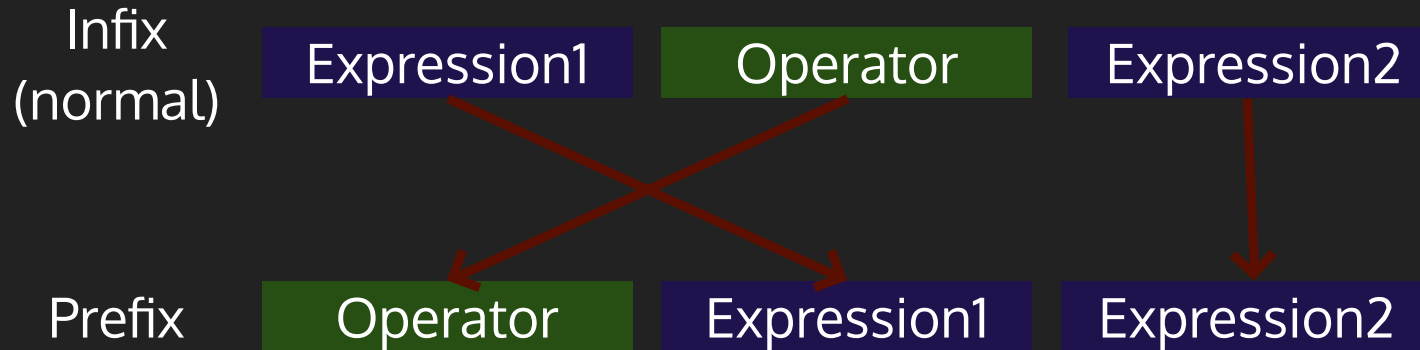 Infix
(normal)
Expression1 Operator Expression2
Prefix Operator Expression1 Expression2